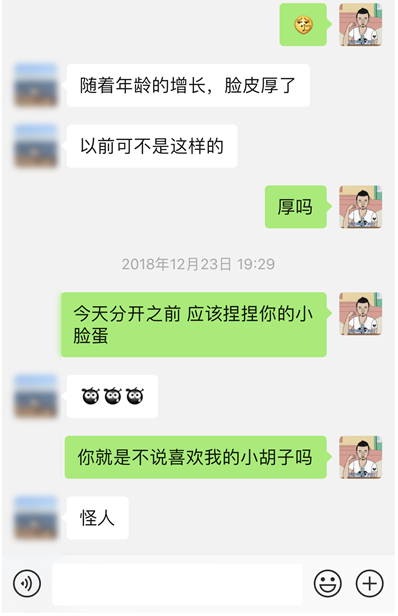 随着年龄的增长，脸皮厚了
以前可不是这样的
厚吗
2018年12月23日 19:29
今天分开之前 应该捏捏你的小
脸蛋
你就是不说喜欢我的小胡子吗
怪人